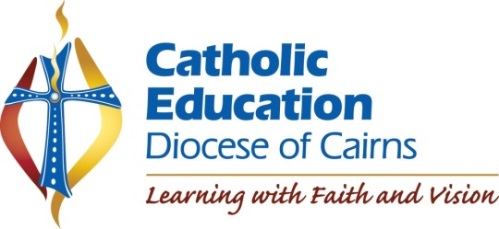 Catholic
Education
Diocese of Cairns
Learning with Faith and Vision